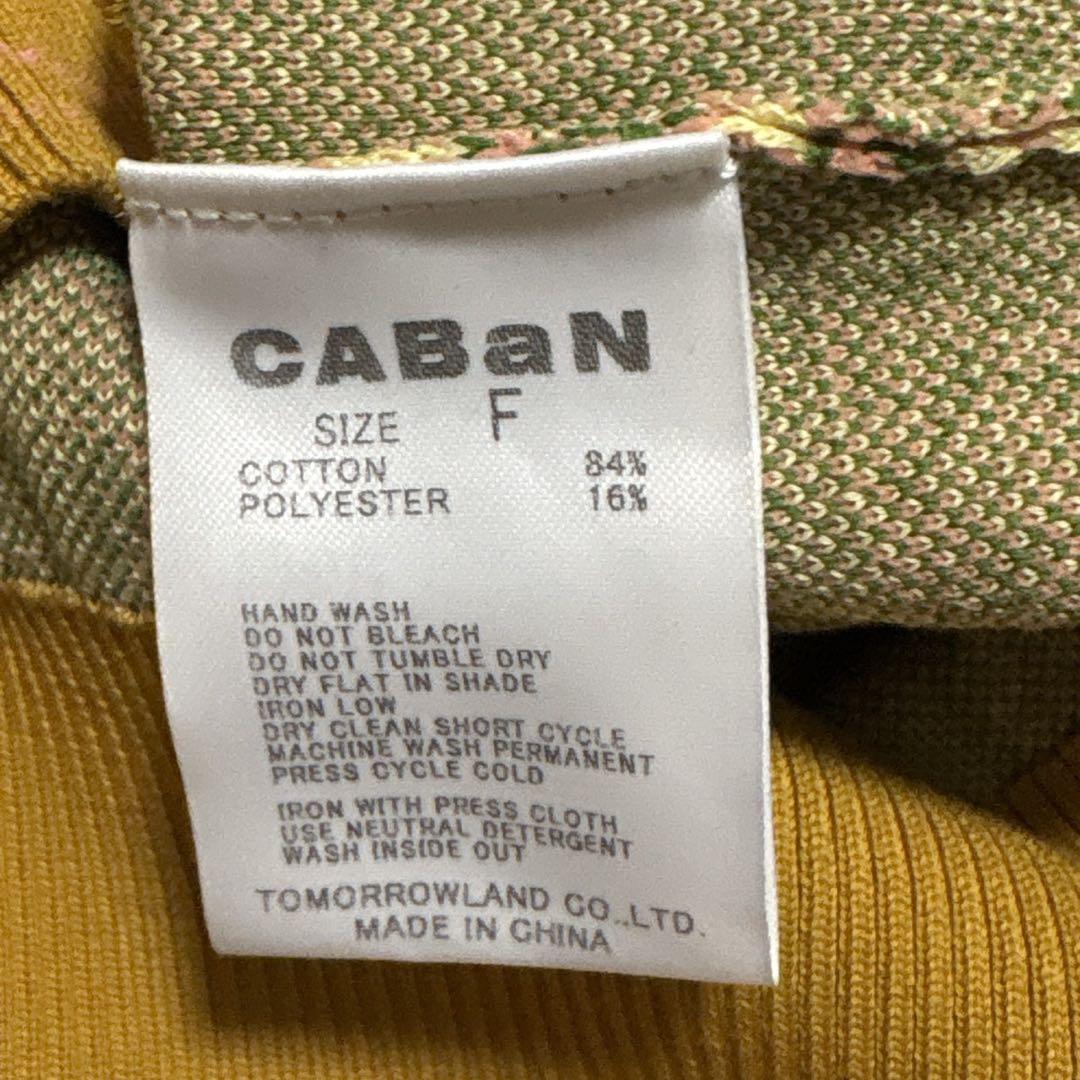 CABaN
SIZE F
COTTON 84%
POLYESTER 16%
HAND WASH
DO NOT BLEACH
DO NOT TUMBLE DRY
DRY FLAT IN SHADE
IRON LOW
DRY CLEAN SHORT CYCLE
MACHINE WASH PERMANENT
PRESS CYCLE COLD
IRON WITH PRESS CLOTH
USE NEUTRAL DETERGENT
WASH INSIDE OUT
TOMORROWLAND CO.,LTD.
MADE IN CHINA